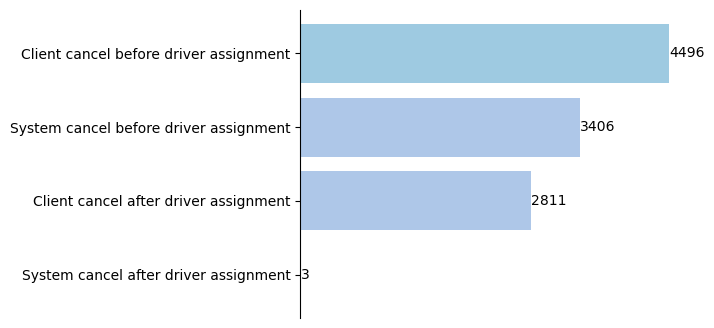 Client cancel before driver assignment 4496
System cancel before driver assignment 3406
Client cancel after driver assignment 2811
System cancel after driver assignment 3